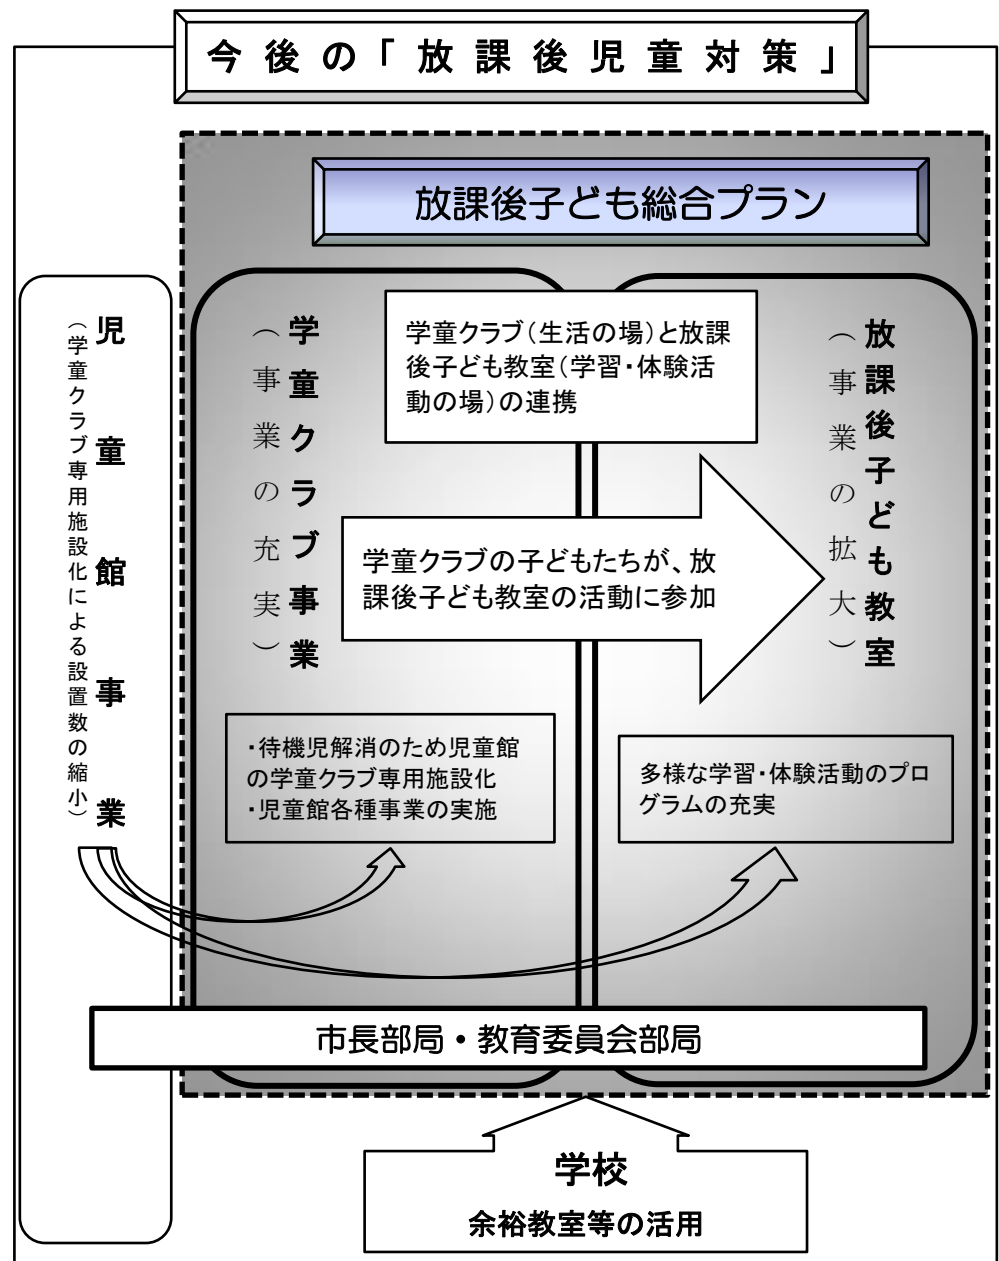 今後の「放課後児童対策」
放課後子ども総合プラン
児童館事業
（学童クラブ専用施設化による設置数の縮小）
学童クラブ事業
（事業の充実）
学童クラブ（生活の場）と放課
後子ども教室（学習・体験活
動の場）の連携
放課後子ども教室
（事業の拡大）
学童クラブの子どもたちが、放
課後子ども教室の活動に参加
・待機児解消のため児童館
の学童クラブ専用施設化
・児童館各種事業の実施
多様な学習・体験活動のプロ
グラムの充実
市長部局・教育委員会部局
学校
余裕教室等の活用